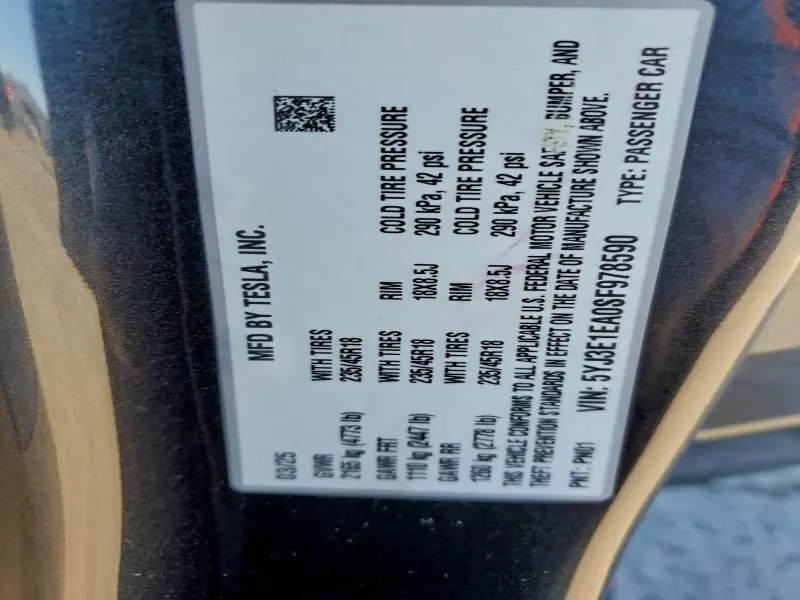 MFD BY TESLA, INC.
03/25
GVWR WITH TIRES
2165 kg (4773 lb) 235/45R18
GAWR FRT WITH TIRES RIM COLD TIRE PRESSURE
1110 kg (2447 lb) 235/45R18 18X8.5J 290 kPa, 42 psi
GAWR RR WITH TIRES RIM COLD TIRE PRESSURE
1260 kg (2778 lb) 235/45R18 18X8.5J 290 kPa, 42 psi
THIS VEHICLE CONFORMS TO ALL APPLICABLE U.S. FEDERAL MOTOR VEHICLE SAFETY, BUMPER, AND
THEFT PREVENTION STANDARDS IN EFFECT ON THE DATE OF MANUFACTURE SHOWN ABOVE.
PNT: PN01 VIN: 5YJ3E1EA0SF978590 TYPE: PASSENGER CAR